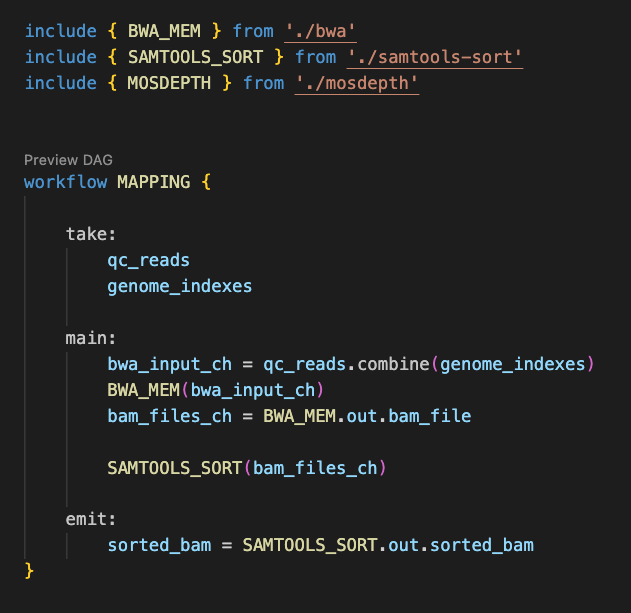 include { BWA_MEM } from './bwa'
include { SAMTOOLS_SORT } from './samtools-sort'
include { MOSDEPTH } from './mosdepth'
Preview DAG
workflow MAPPING {
take:
qc_reads
genome_indexes
main:
bwa_input_ch = qc_reads.combine(genome_indexes)
BWA_MEM(bwa_input_ch)
bam_files_ch = BWA_MEM.out.bam_file
SAMTOOLS_SORT(bam_files_ch)
emit:
sorted_bam = SAMTOOLS_SORT.out.sorted_bam
}